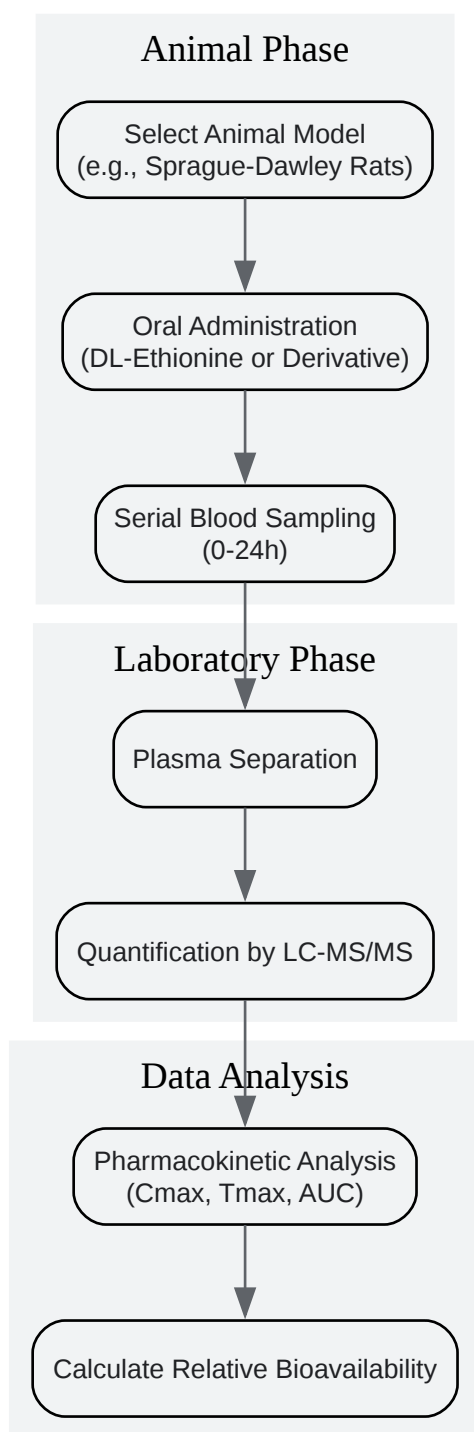 Animal Phase
Select Animal Model
(e.g., Sprague-Dawley Rats)
Oral Administration
(DL-Ethionine or Derivative)
Serial Blood Sampling
(0-24h)
Laboratory Phase
Plasma Separation
Quantification by LC-MS/MS
Data Analysis
Pharmacokinetic Analysis
(Cmax, Tmax, AUC)
Calculate Relative Bioavailability